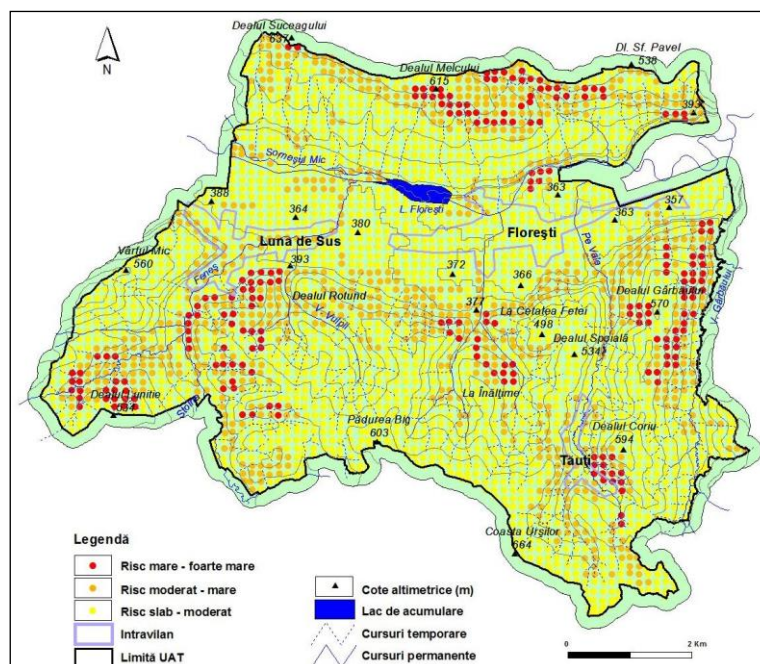 Dealul Suceagului
637
Dl. Sf. Pavel
538
Dealul Melcului
615
393
N
Someşul Mic
388
364
L. Floreşti
363
363
357
Luna de Sus
380
Floreşti
Pe Vale
Vârful Mic
560
Feneş
393
372
366
Dealul Rotund
377
La Cetatea Fetei
498
Dealul Gârbăului
570
V. Gârbăului
V. Vulpii
Dealul Spoială
534
La Înălţime
Dealul Lunitie
Pădurea Big
603
Dealul Coriu
594
Tăuţi
Coasta Urşilor
664
Legendă
Risc mare - foarte mare
Risc moderat - mare
Risc slab - moderat
Intravilan
Limită UAT
Cote altimetrice (m)
Lac de acumulare
Cursuri temporare
Cursuri permanente
0 2 Km